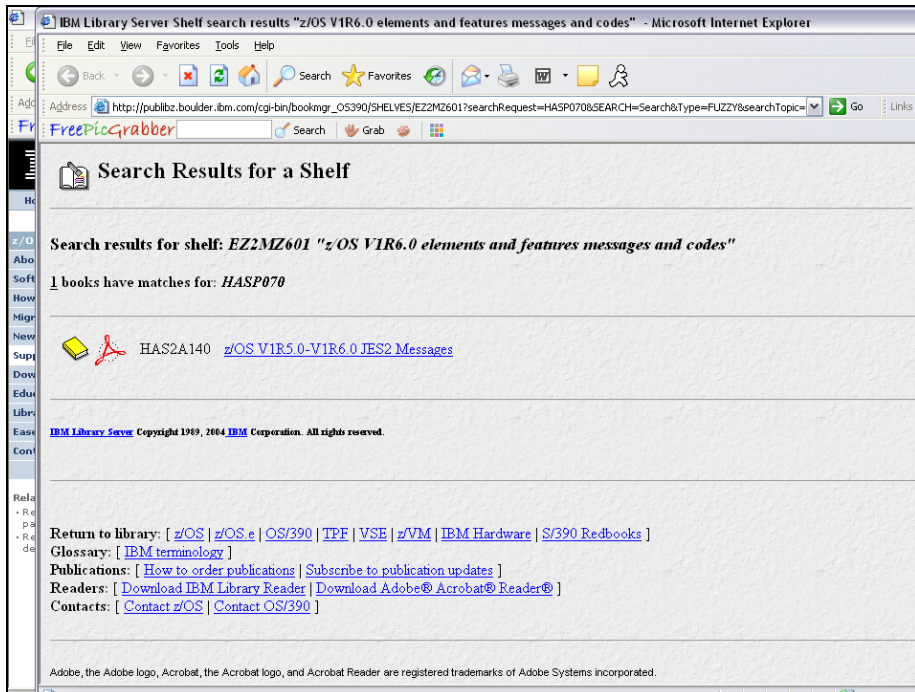 IBM Library Server Shelf search results "z/OS V1R6.0 elements and features messages and codes" - Microsoft Internet Explorer
File Edit View Favorites Tools Help
Back Search Favorites
Address http://publibz.boulder.ibm.com/cgi-bin/bookmgr_OS390/SHELVES/EZ2MZ601?searchRequest=HASP070&SEARCH=Search&Type=FUZZY&searchTopic= Go Links
FreePicGrabber Search Grab
Search Results for a Shelf
Search results for shelf: EZ2MZ601 "z/OS V1R6.0 elements and features messages and codes"
1 books have matches for: HASP070
HAS2A140 z/OS V1R5.0-V1R6.0 JES2 Messages
IBM Library Server Copyright 1989, 2004 IBM Corporation. All rights reserved.
Return to library: [ z/OS | z/OS.e | OS/390 | TPF | VSE | z/VM | IBM Hardware | S/390 Redbooks ]
Glossary: [ IBM terminology ]
Publications: [ How to order publications | Subscribe to publication updates ]
Readers: [ Download IBM Library Reader | Download Adobe® Acrobat® Reader® ]
Contacts: [ Contact z/OS | Contact OS/390 ]
Adobe, the Adobe logo, Acrobat, the Acrobat logo, and Acrobat Reader are registered trademarks of Adobe Systems incorporated.